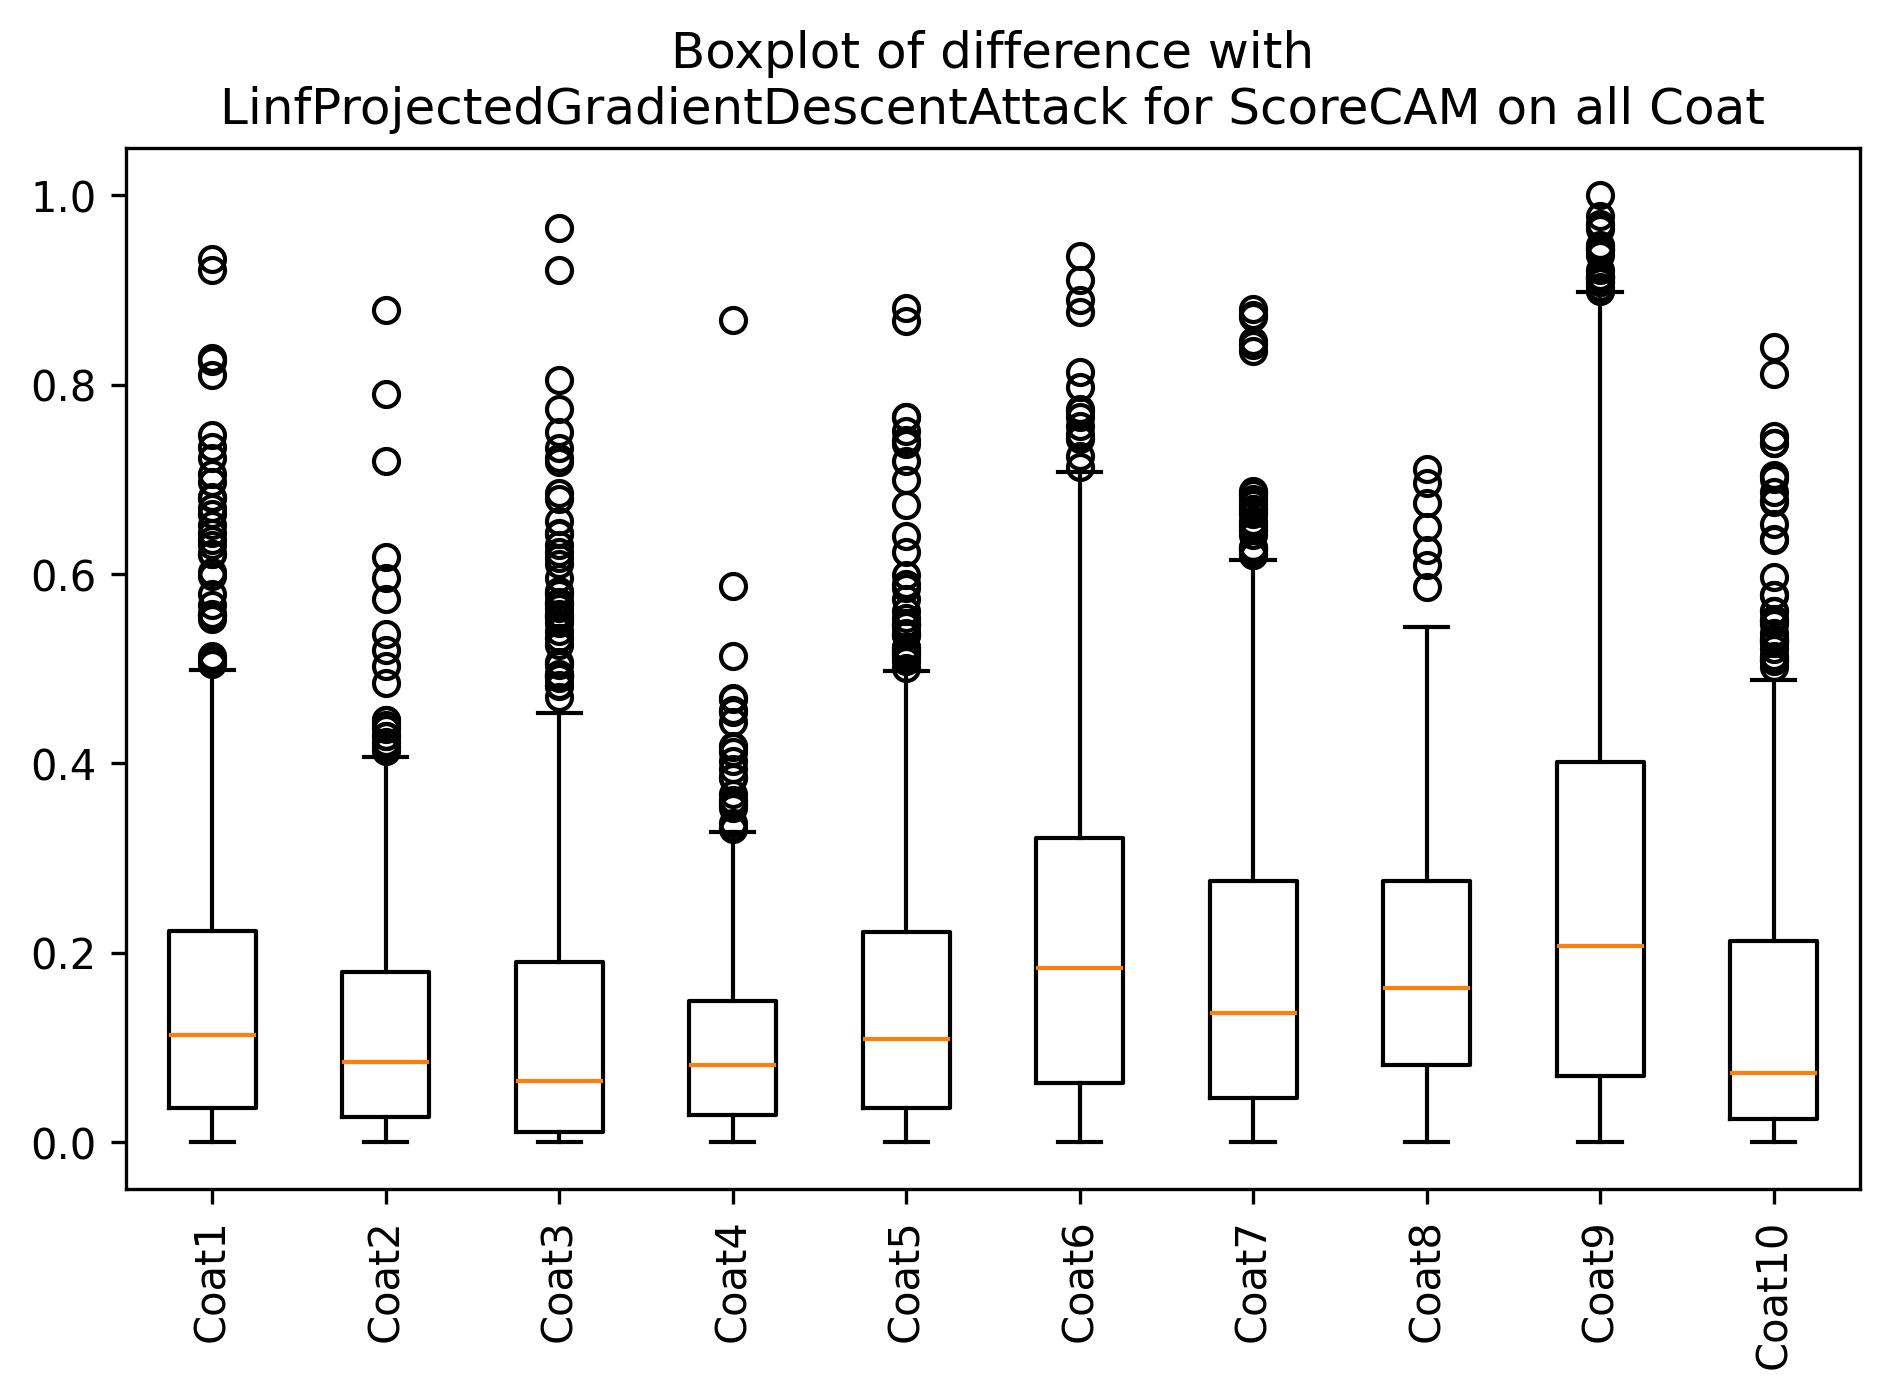 Boxplot of difference with
LinfProjectedGradientDescentAttack for ScoreCAM on all Coat
1.0
0.8
0.6
0.4
0.2
0.0
Coat1
Coat2
Coat3
Coat4
Coat5
Coat6
Coat7
Coat8
Coat9
Coat10